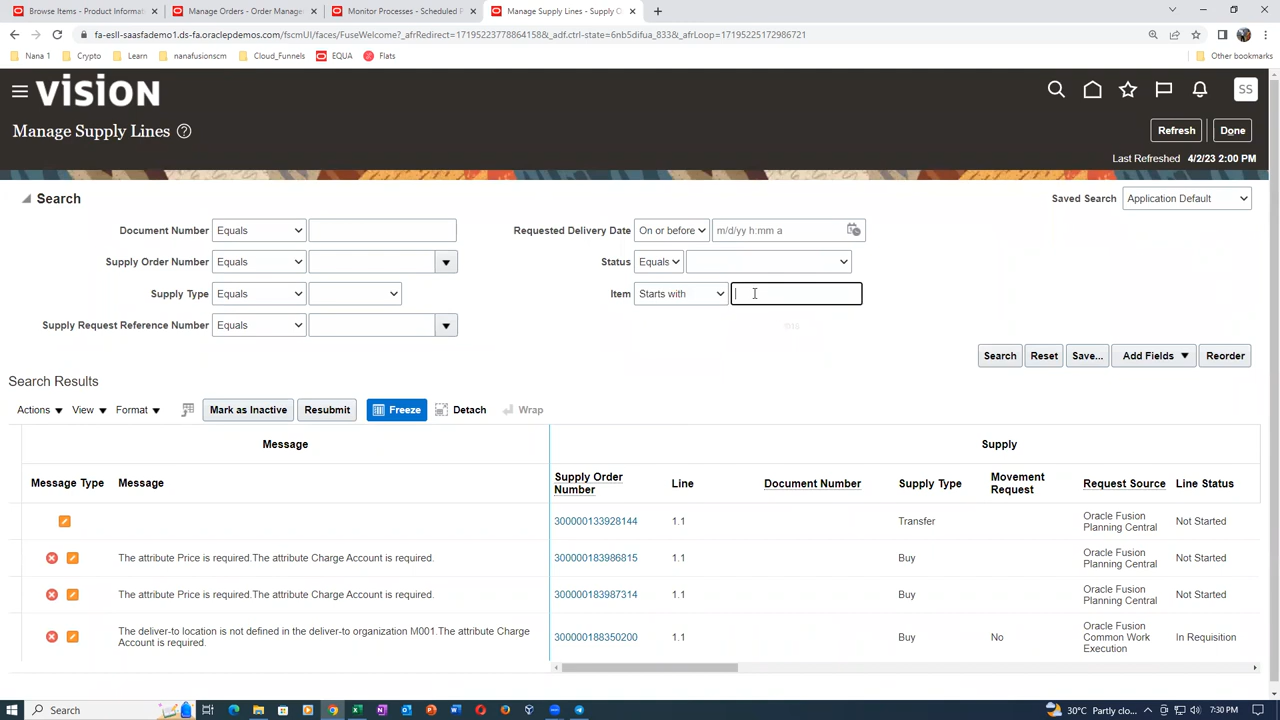 Browse Items - Product Informat
Manage Orders - Order Manager
Monitor Processes - Scheduled P
Manage Supply Lines - Supply O
fa-esll-saasfademo1.ds-fa.oraclepdemos.com/fscmUI/faces/FuseWelcome?_afrRedirect=171952237788641​58&_adf.ctrl-state=6nb5difua_833&_afrLoop=17195225172986721
Nana 1
Crypto
Learn
nanafusionscm
Cloud_Funnels
EQUA
Flats
Other bookmarks
VISION
SS
Manage Supply Lines
Refresh
Done
Last Refreshed 4/2/23 2:00 PM
Search
Saved Search Application Default
Document Number Equals
Requested Delivery Date On or before m/d/yy h:mm a
Supply Order Number Equals
Status Equals
Supply Type Equals
Item Starts with
Supply Request Reference Number Equals
Search Reset Save... Add Fields Reorder
Search Results
Actions View Format Mark as Inactive Resubmit Freeze Detach Wrap
Message Supply
Message Type Message Supply Order Number Line Document Number Supply Type Movement Request Request Source Line Status
300000133928144 1.1 Transfer Oracle Fusion Planning Central Not Started
The attribute Price is required.The attribute Charge Account is required. 300000183986815 1.1 Buy Oracle Fusion Planning Central Not Started
The attribute Price is required.The attribute Charge Account is required. 300000183987314 1.1 Buy Oracle Fusion Planning Central Not Started
The deliver-to location is not defined in the deliver-to organization M001.The attribute Charge Account is required. 300000188350200 1.1 Buy No Oracle Fusion Common Work Execution In Requisition
Search
30°C Partly clo...
7:30 PM